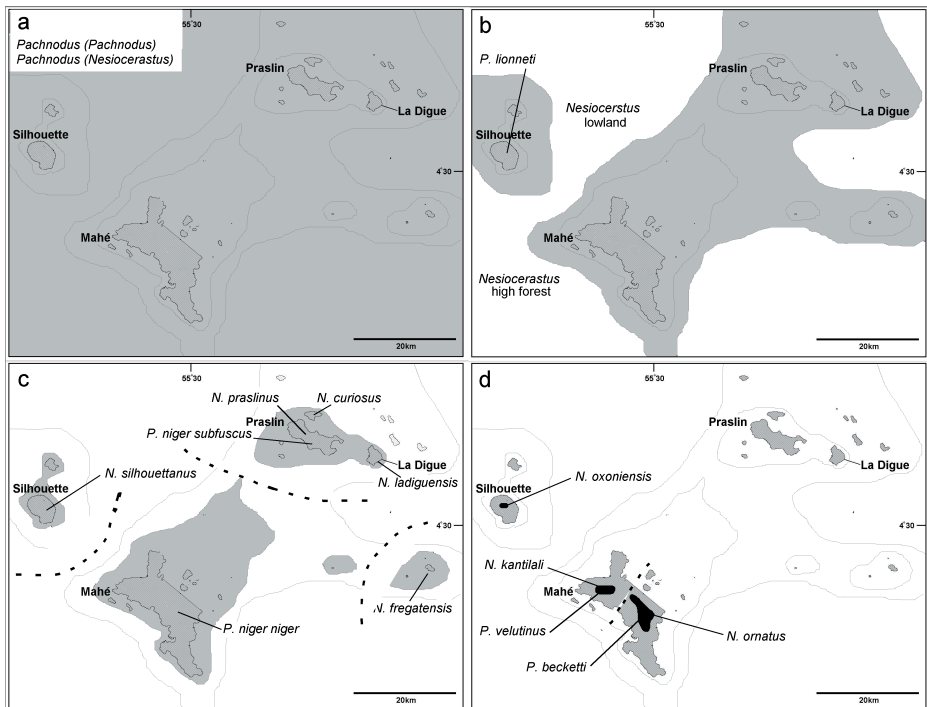 a
55°30
Pachnodus (Pachnodus)
Pachnodus (Nesiocerastus)
Praslin
La Digue
Silhouette
4°30
Mahé
20km
b
55°30
P. lionneti
Praslin
Nesiocerstus
lowland
La Digue
Silhouette
4°30
Mahé
Nesiocerastus
high forest
20km
c
55°30
N. praslinus
N. curiosus
Praslin
P. niger subfuscus
La Digue
N. silhouettanus
N. ladiguensis
Silhouette
4°30
Mahé
N. fregatensis
P. niger niger
20km
d
55°30
Praslin
La Digue
N. oxoniensis
Silhouette
4°30
N. kantilali
Mahé
P. velutinus
N. ornatus
P. becketti
20km